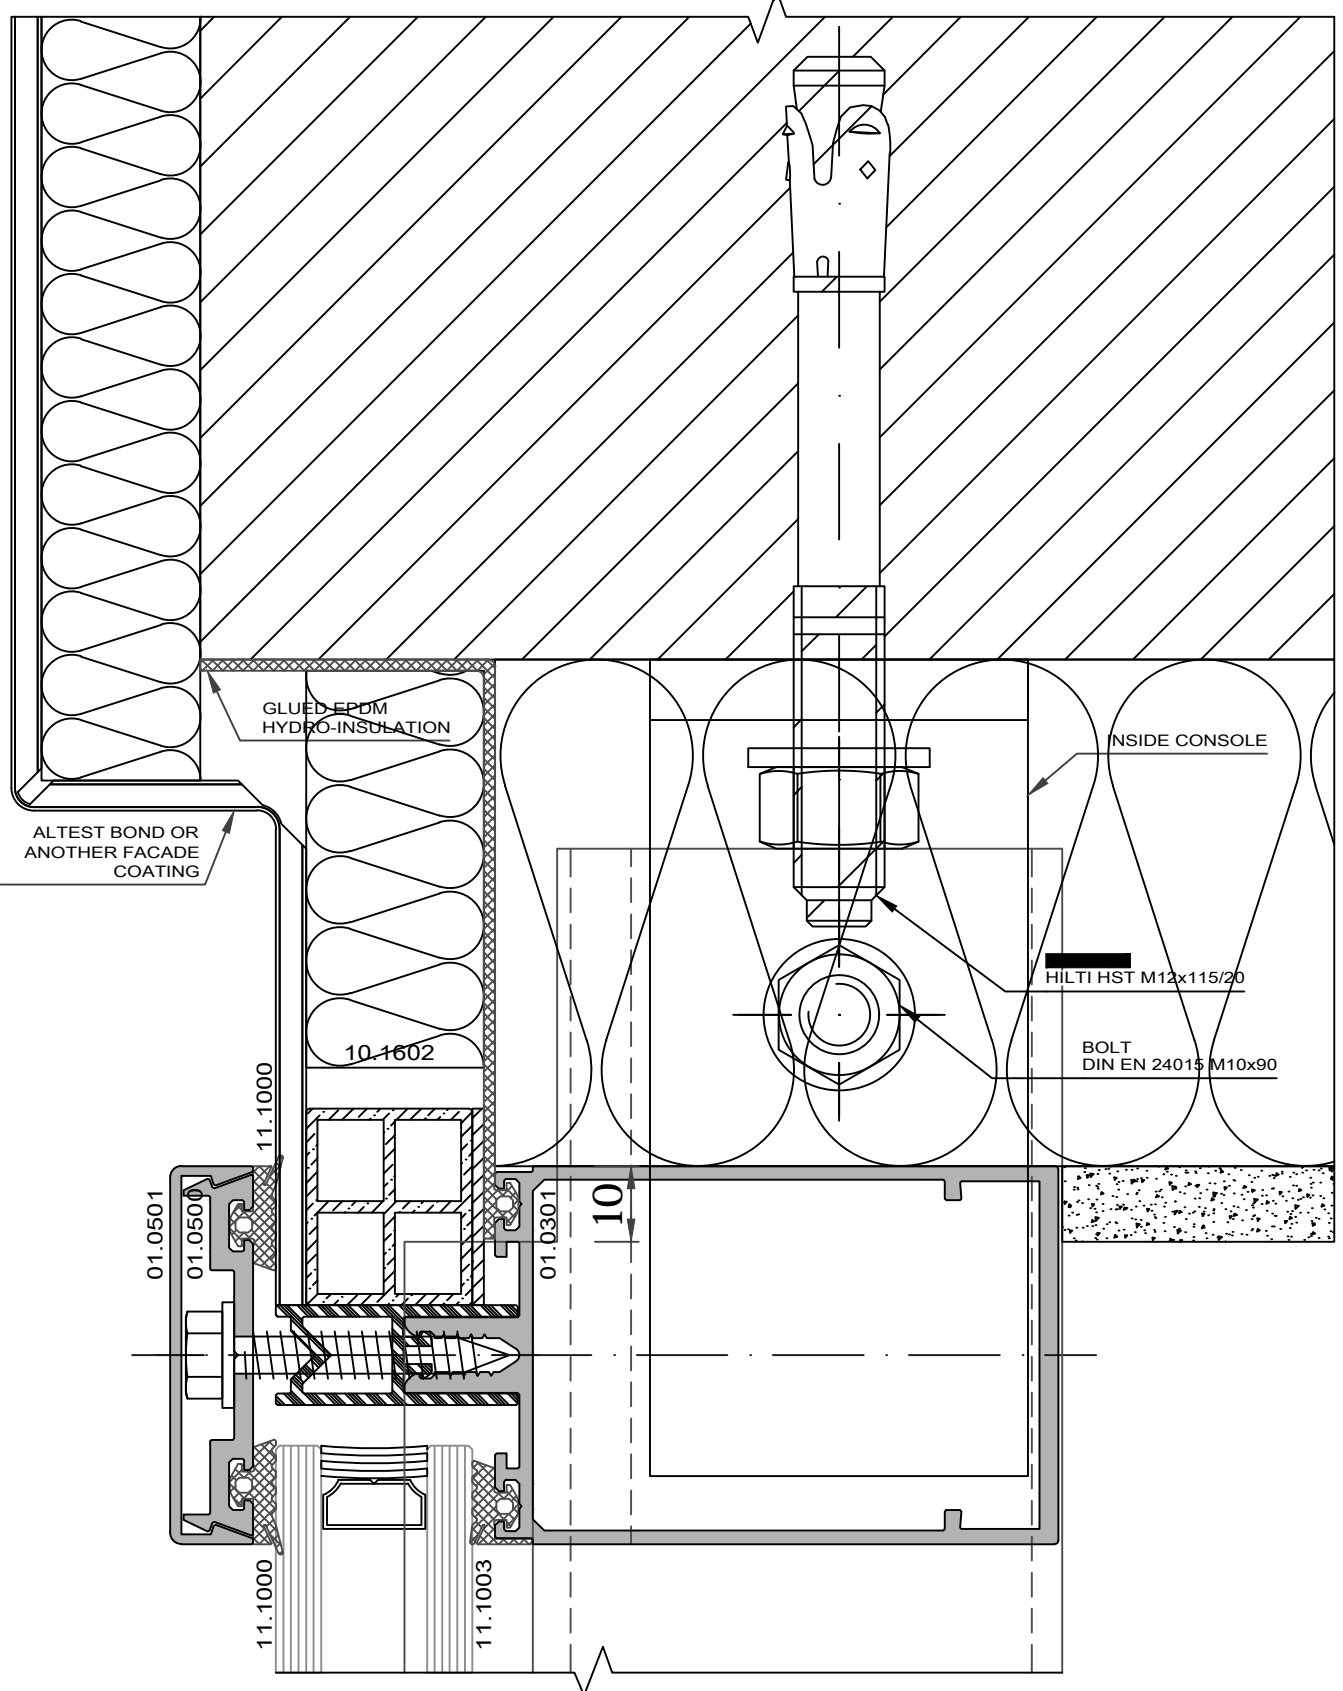 GLUED EPDM
HYDRO-INSULATION
INSIDE CONSOLE
ALTEST BOND OR
ANOTHER FACADE
COATING
HILTI HST M12x115/20
BOLT
DIN EN 24015 M10x90
10.1602
11.1000
01.0501
01.0500
01.0301
10
11.1000
11.1003